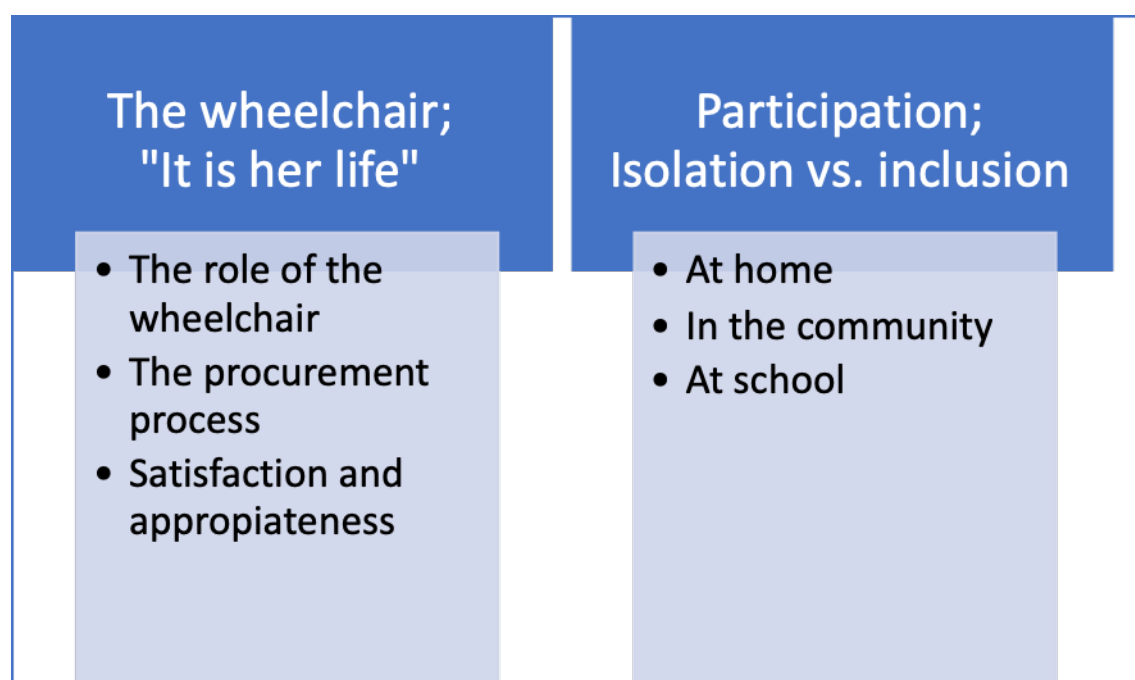 The wheelchair;
"It is her life"
• The role of the
wheelchair
• The procurement
process
• Satisfaction and
appropiateness
Participation;
Isolation vs. inclusion
• At home
• In the community
• At school